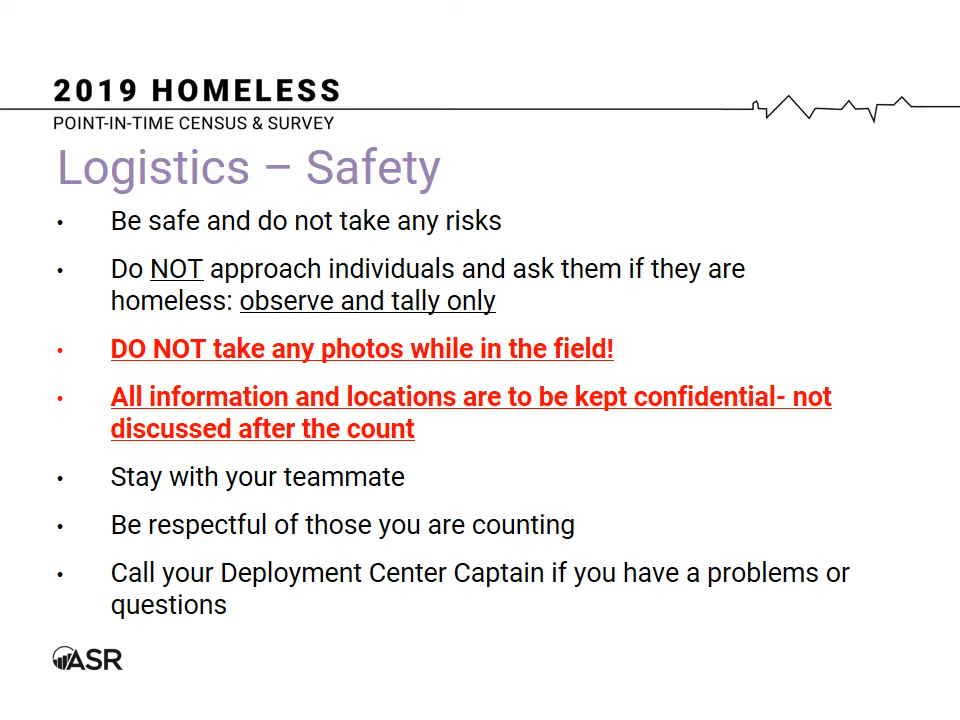 2019 HOMELESS
POINT-IN-TIME CENSUS & SURVEY
Logistics – Safety
• Be safe and do not take any risks
• Do NOT approach individuals and ask them if they are
homeless: observe and tally only
• DO NOT take any photos while in the field!
• All information and locations are to be kept confidential- not
discussed after the count
• Stay with your teammate
• Be respectful of those you are counting
• Call your Deployment Center Captain if you have a problems or
questions
ASR